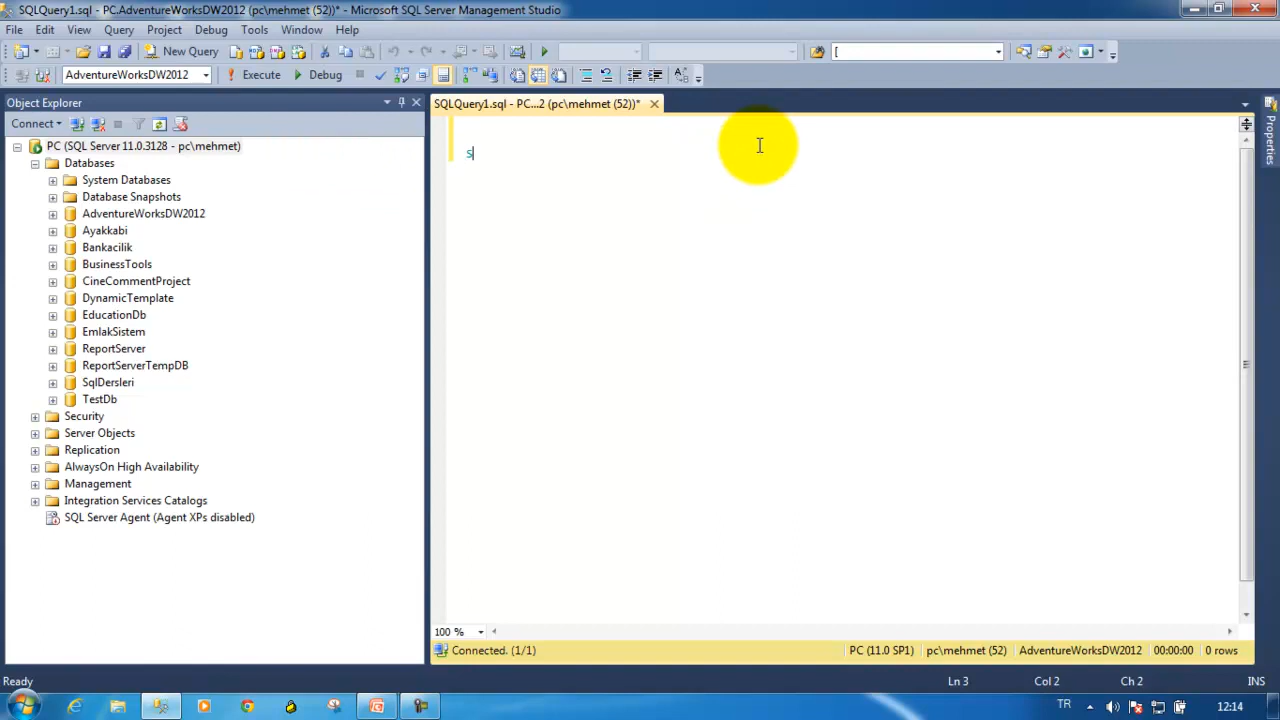 SQLQuery1.sql - PC.AdventureWorksDW2012 (pc\mehmet (52))* - Microsoft SQL Server Management Studio
File Edit View Query Project Debug Tools Window Help
New Query [
AdventureWorksDW2012 Execute Debug
Object Explorer
SQLQuery1.sql - PC...2 (pc\mehmet (52))*
Properties
Connect
PC (SQL Server 11.0.3128 - pc\mehmet)
Databases
System Databases
Database Snapshots
AdventureWorksDW2012
Ayakkabi
Bankacilik
BusinessTools
CineCommentProject
DynamicTemplate
EducationDb
EmlakSistem
ReportServer
ReportServerTempDB
SqlDersleri
TestDb
Security
Server Objects
Replication
AlwaysOn High Availability
Management
Integration Services Catalogs
SQL Server Agent (Agent XPs disabled)
s
100 %
Connected. (1/1) PC (11.0 SP1) pc\mehmet (52) AdventureWorksDW2012 00:00:00 0 rows
Ready Ln 3 Col 2 Ch 2 INS
TR 12:14